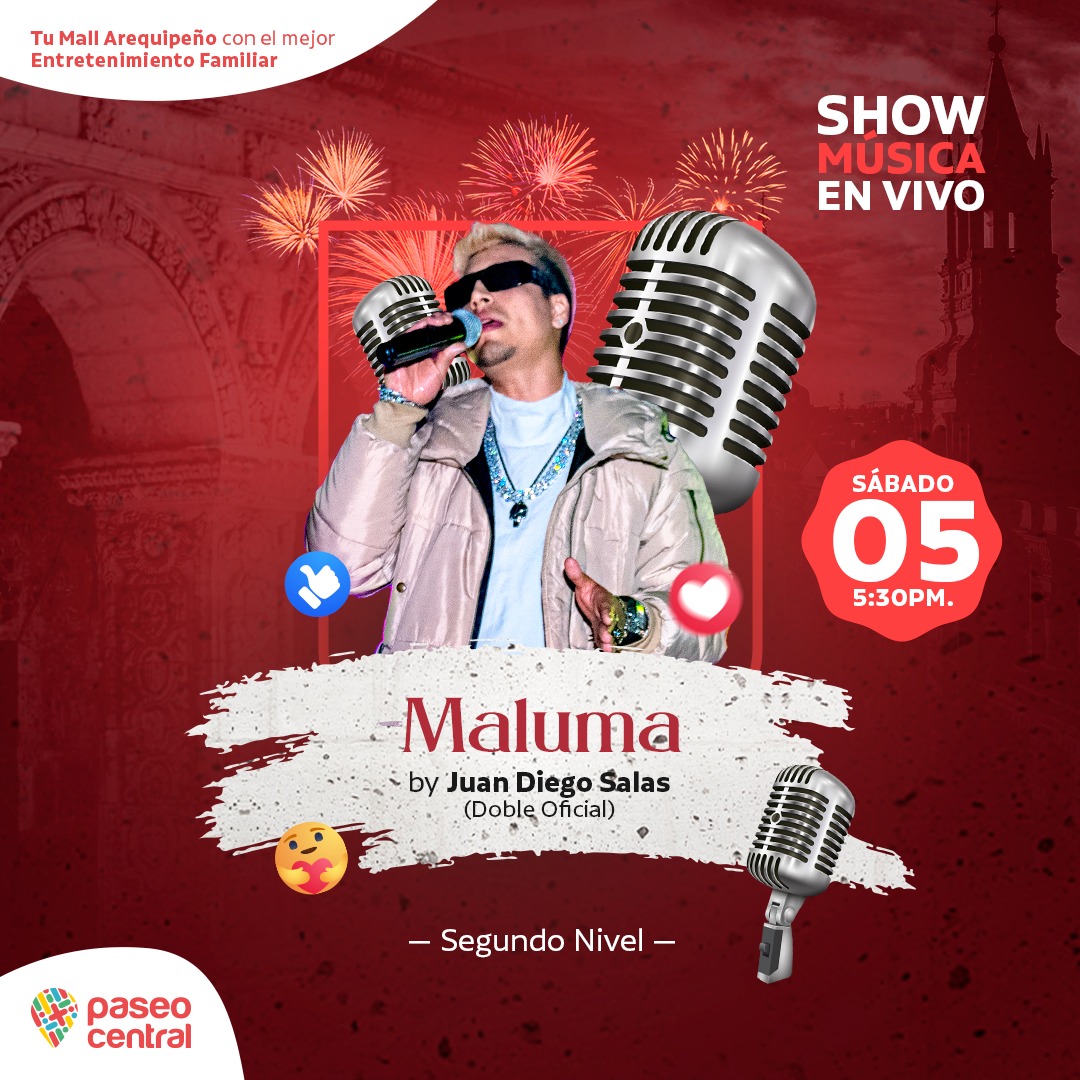 Tu Mall Arequipeño con el mejor
Entretenimiento Familiar
SHOW
MÚSICA
EN VIVO
SÁBADO
05
5:30PM.
Maluma
by Juan Diego Salas
(Doble Oficial)
— Segundo Nivel —
paseo
central